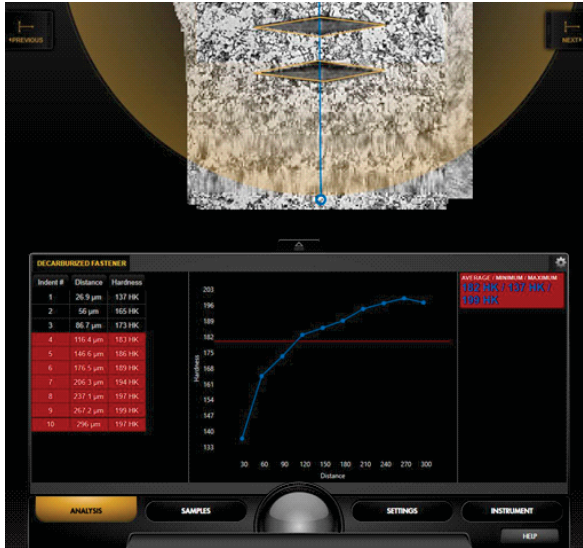 PREVIOUS
NEXT
DECARBURIZED FASTENER
Indent # Distance Hardness
1 26.9 µm 137 HK
2 56 µm 165 HK
3 86.7 µm 173 HK
4 116.4 µm 183 HK
5 146.6 µm 186 HK
6 176.5 µm 189 HK
7 206.3 µm 194 HK
8 237.1 µm 197 HK
9 267.2 µm 199 HK
10 296 µm 197 HK
Hardness
203
196
189
182
175
168
161
154
147
140
133
30 60 90 120 150 180 210 240 270 300
Distance
AVERAGE / MINIMUM / MAXIMUM
182 HK / 137 HK /
199 HK
ANALYSIS
SAMPLES
SETTINGS
INSTRUMENT
HELP